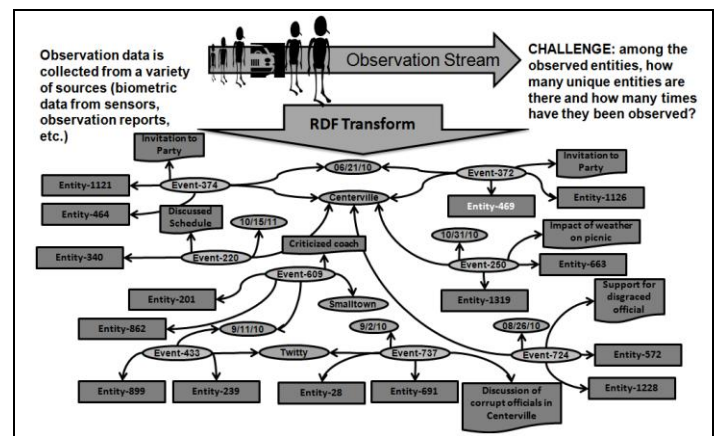 Observation data is
collected from a variety
of sources (biometric
data from sensors,
observation reports,
etc.)
Observation Stream
CHALLENGE: among the
observed entities, how
many unique entities are
there and how many times
have they been observed?
RDF Transform
Invitation to
Party
06/21/10
Event-372
Invitation to
Party
Entity-1121
Event-374
Centerville
Entity-469
Entity-1126
Entity-464
Discussed
Schedule
10/15/11
Criticized coach
10/31/10
Impact of weather
on picnic
Entity-340
Event-220
Event-250
Entity-663
Event-609
Entity-1319
Support for
disgraced
official
Entity-201
Smalltown
Entity-862
9/11/10
9/2/10
08/26/10
Event-433
Twitty
Event-737
Event-724
Entity-572
Entity-899
Entity-239
Entity-28
Entity-691
Entity-1228
Discussion of
corrupt officials in
Centerville